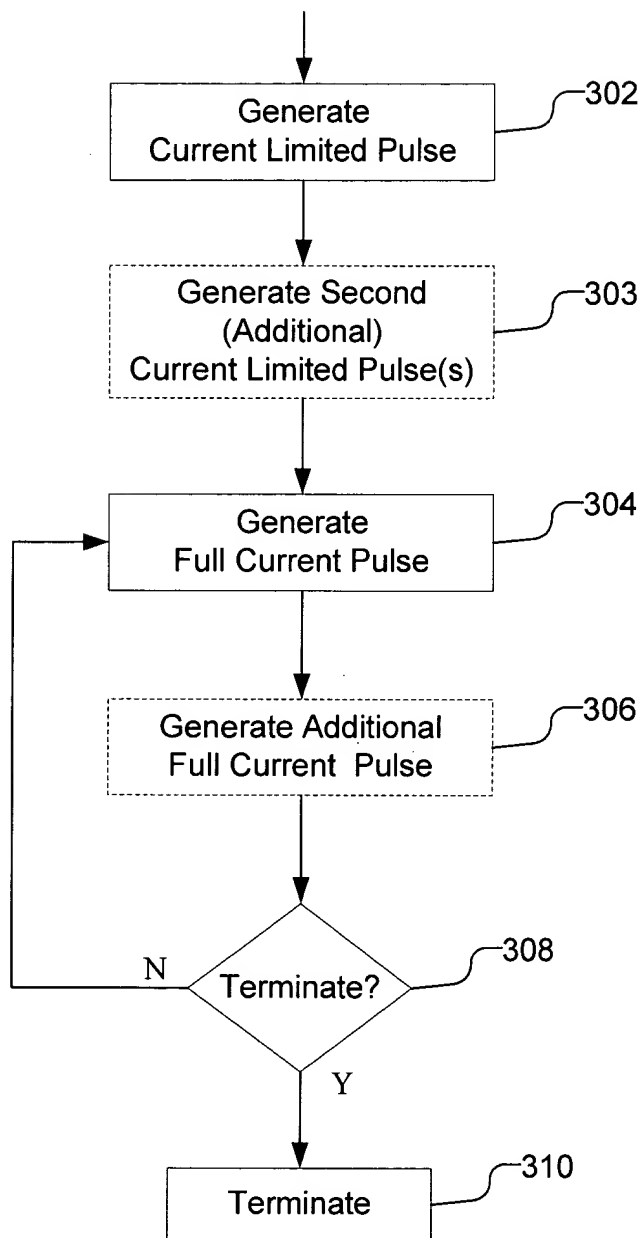 Generate
Current Limited Pulse
302
Generate Second
(Additional)
Current Limited Pulse(s)
303
Generate
Full Current Pulse
304
Generate Additional
Full Current Pulse
306
Terminate?
308
N
Y
Terminate
310